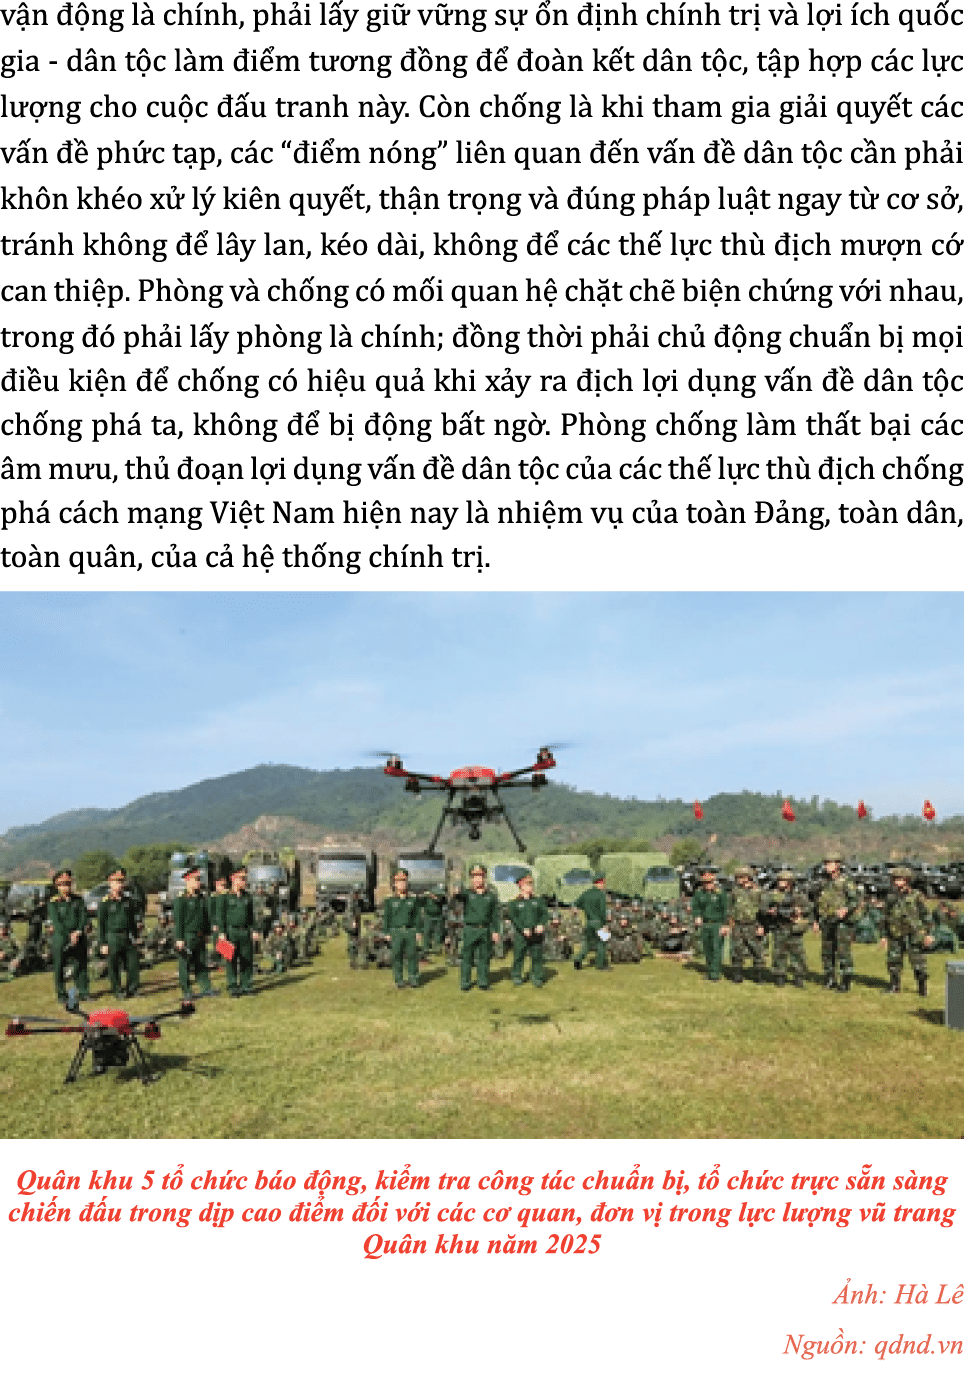 vận động là chính, phải lấy giữ vững sự ổn định chính trị và lợi ích quốc
gia - dân tộc làm điểm tương đồng để đoàn kết dân tộc, tập hợp các lực
lượng cho cuộc đấu tranh này. Còn chống là khi tham gia giải quyết các
vấn đề phức tạp, các “điểm nóng” liên quan đến vấn đề dân tộc cần phải
khôn khéo xử lý kiên quyết, thận trọng và đúng pháp luật ngay từ cơ sở,
tránh không để lây lan, kéo dài, không để các thế lực thù địch mượn cớ
can thiệp. Phòng và chống có mối quan hệ chặt chẽ biện chứng với nhau,
trong đó phải lấy phòng là chính; đồng thời phải chủ động chuẩn bị mọi
điều kiện để chống có hiệu quả khi xảy ra địch lợi dụng vấn đề dân tộc
chống phá ta, không để bị động bất ngờ. Phòng chống làm thất bại các
âm mưu, thủ đoạn lợi dụng vấn đề dân tộc của các thế lực thù địch chống
phá cách mạng Việt Nam hiện nay là nhiệm vụ của toàn Đảng, toàn dân,
toàn quân, của cả hệ thống chính trị.
Quân khu 5 tổ chức báo động, kiểm tra công tác chuẩn bị, tổ chức trực sẵn sàng
chiến đấu trong dịp cao điểm đối với các cơ quan, đơn vị trong lực lượng vũ trang
Quân khu năm 2025
Ảnh: Hà Lê
Nguồn: qdnd.vn